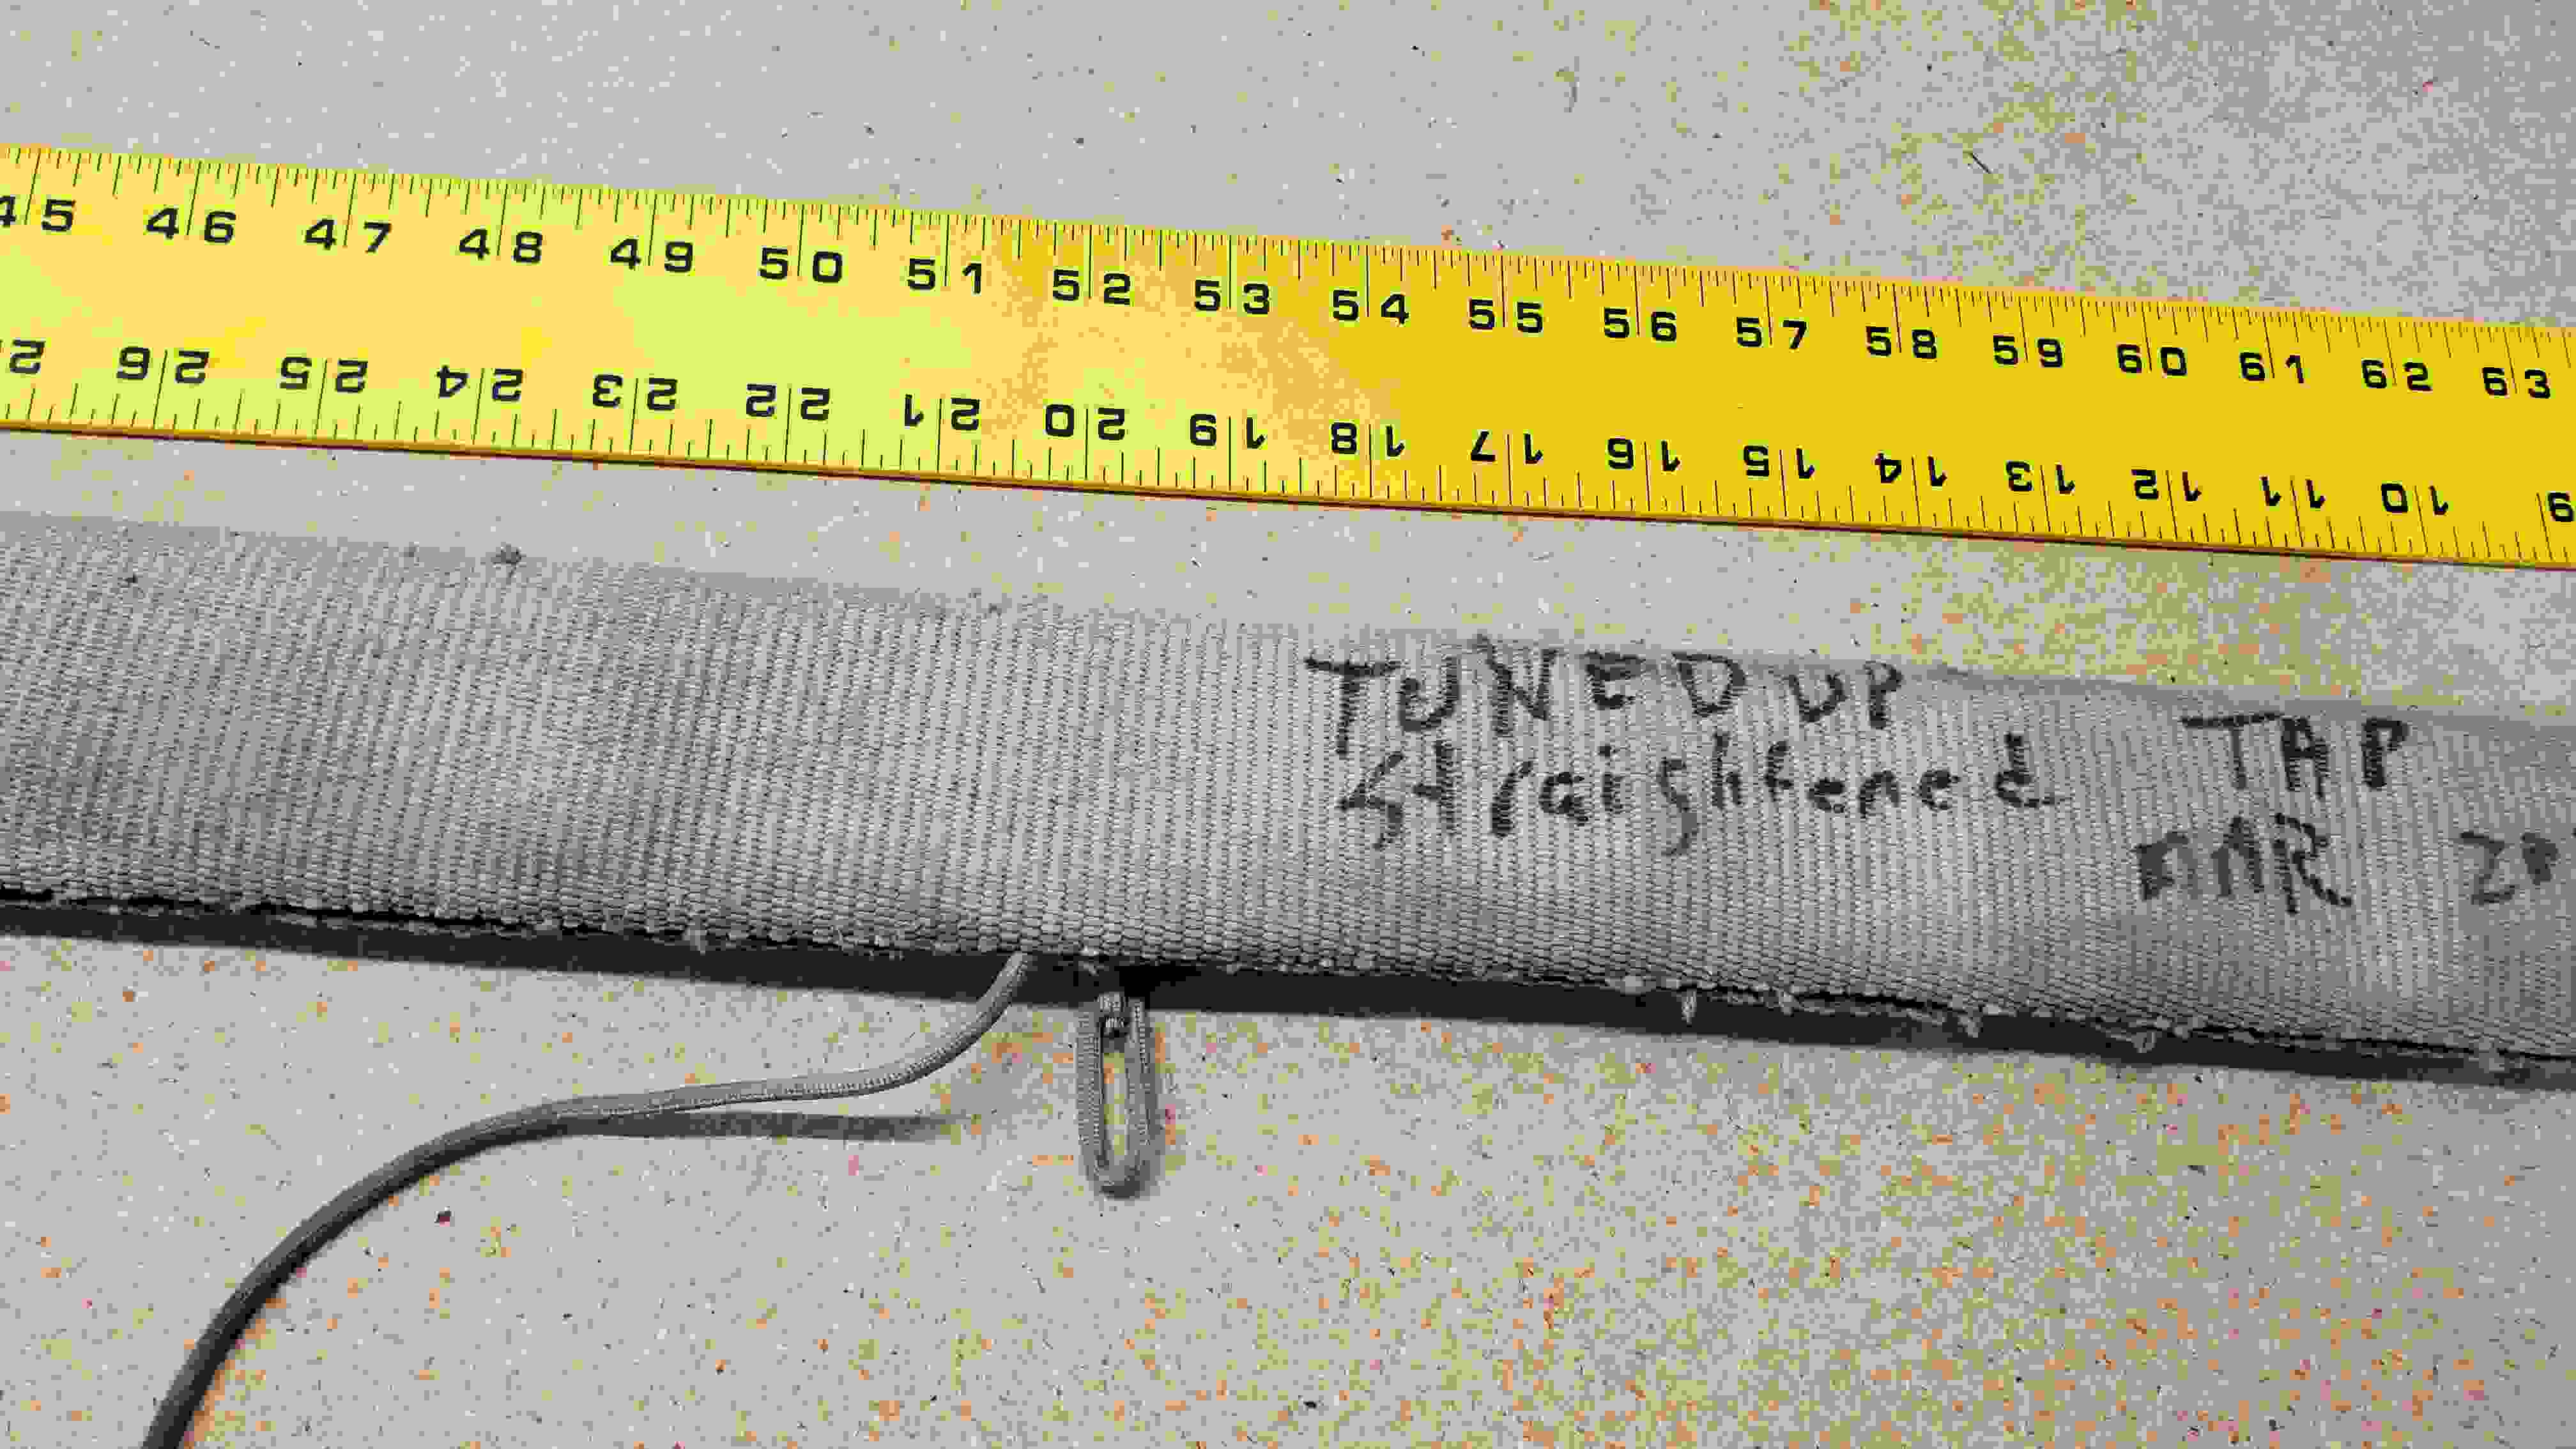 45 46 47 48 49 50 51 52 53 54 55 56 57 58 59 60 61 62 63
26 25 24 23 22 21 20 19 18 17 16 15 14 13 12 11 10 9
TUNED UP
Straightened
TAP
MAR